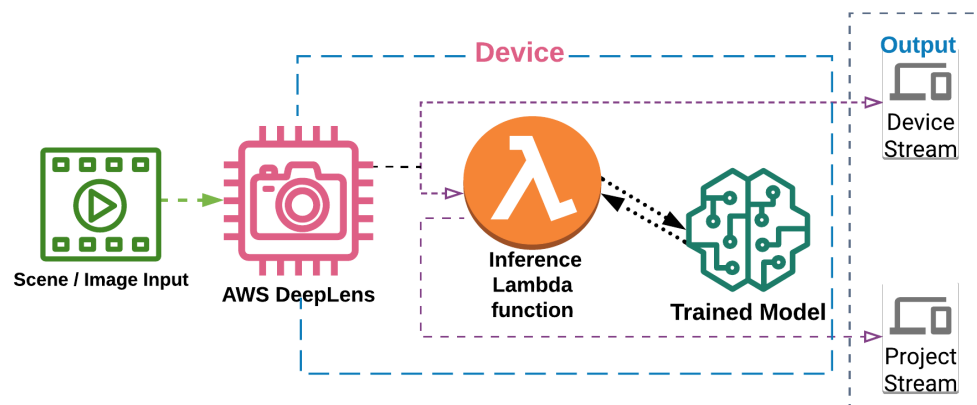 Device
Output
Device
Stream
Scene / Image Input
AWS DeepLens
Inference
Lambda
function
Trained Model
Project
Stream